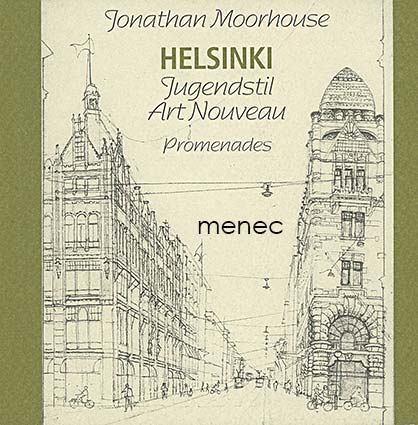 Jonathan Moorhouse
HELSINKI
Jugendstil
Art Nouveau
Promenades
menec